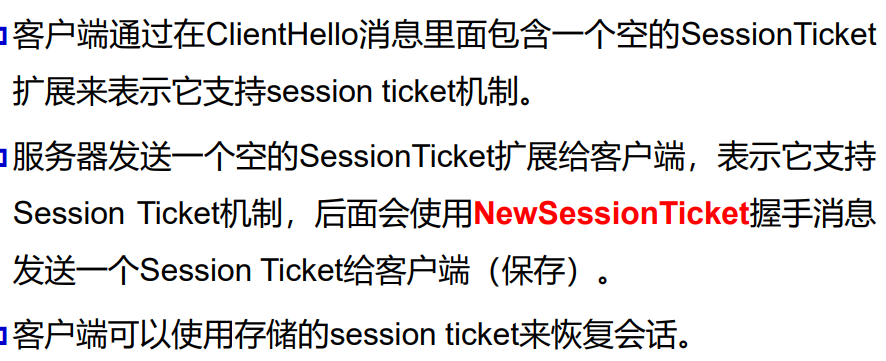 客户端通过在ClientHello消息里面包含一个空的SessionTicket
扩展来表示它支持session ticket机制。
服务器发送一个空的SessionTicket扩展给客户端，表示它支持
Session Ticket机制，后面会使用NewSessionTicket握手消息
发送一个Session Ticket给客户端（保存）。
客户端可以使用存储的session ticket来恢复会话。